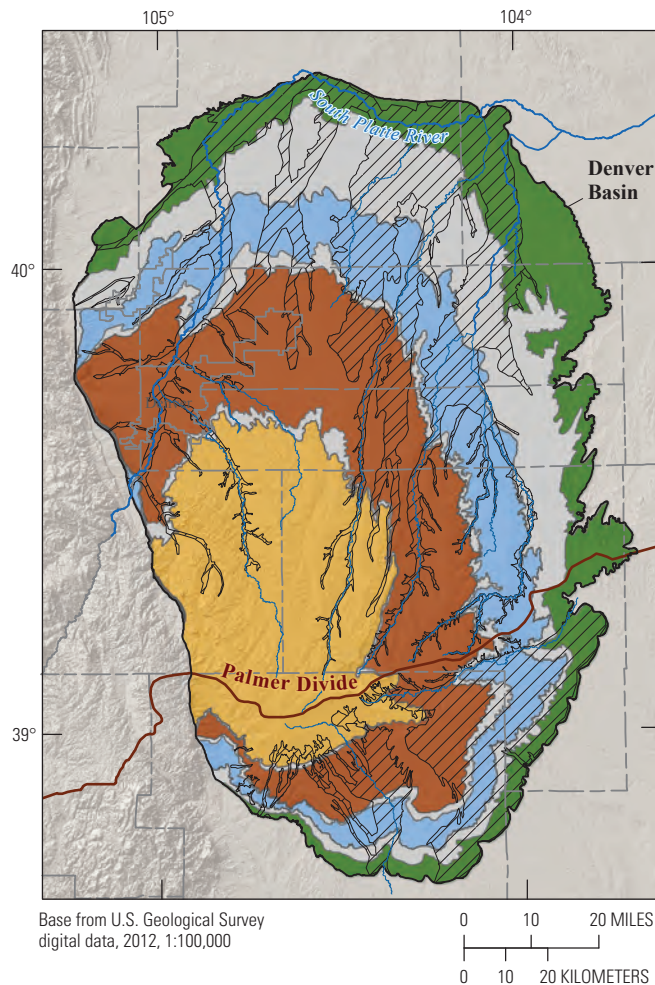 105°
104°
South Platte River
Denver
Basin
40°
Palmer Divide
39°
Base from U.S. Geological Survey
digital data, 2012, 1:100,000
0 10 20 MILES
0 10 20 KILOMETERS